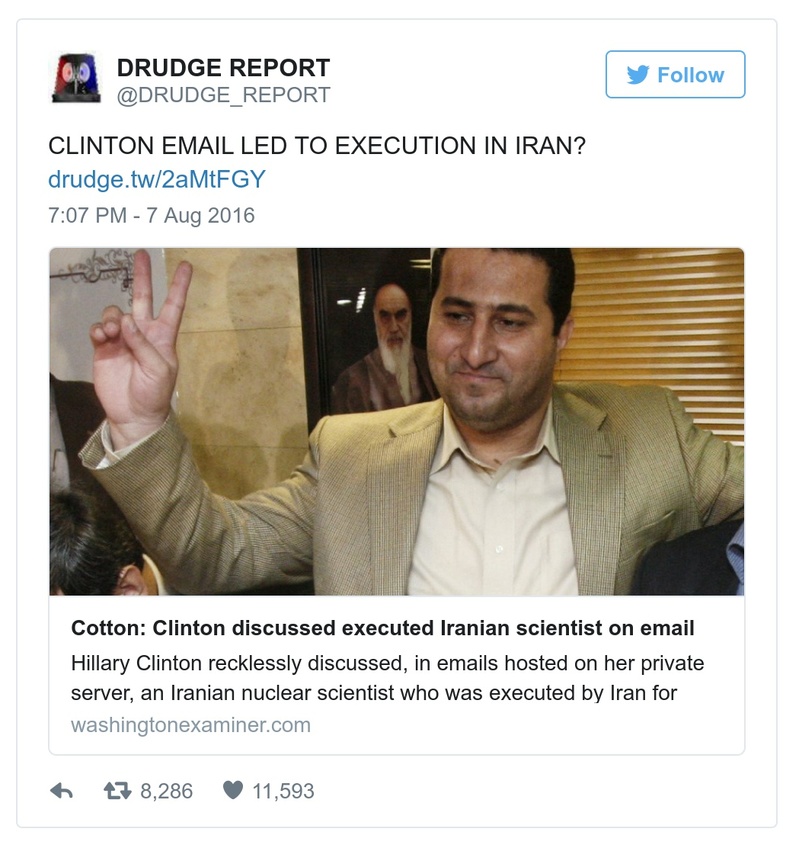 DRUDGE REPORT
@DRUDGE_REPORT
Follow
CLINTON EMAIL LED TO EXECUTION IN IRAN?
drudge.tw/2aMtFGY
7:07 PM - 7 Aug 2016
Cotton: Clinton discussed executed Iranian scientist on email
Hillary Clinton recklessly discussed, in emails hosted on her private
server, an Iranian nuclear scientist who was executed by Iran for
washingtonexaminer.com
8,286 11,593